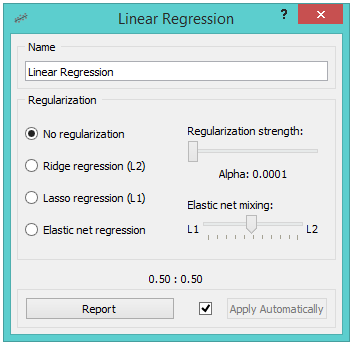 Linear Regression
?
Name
Linear Regression
Regularization
No regularization
Ridge regression (L2)
Lasso regression (L1)
Elastic net regression
Regularization strength:
Alpha: 0.0001
Elastic net mixing:
L1 L2
0.50 : 0.50
Report
Apply Automatically